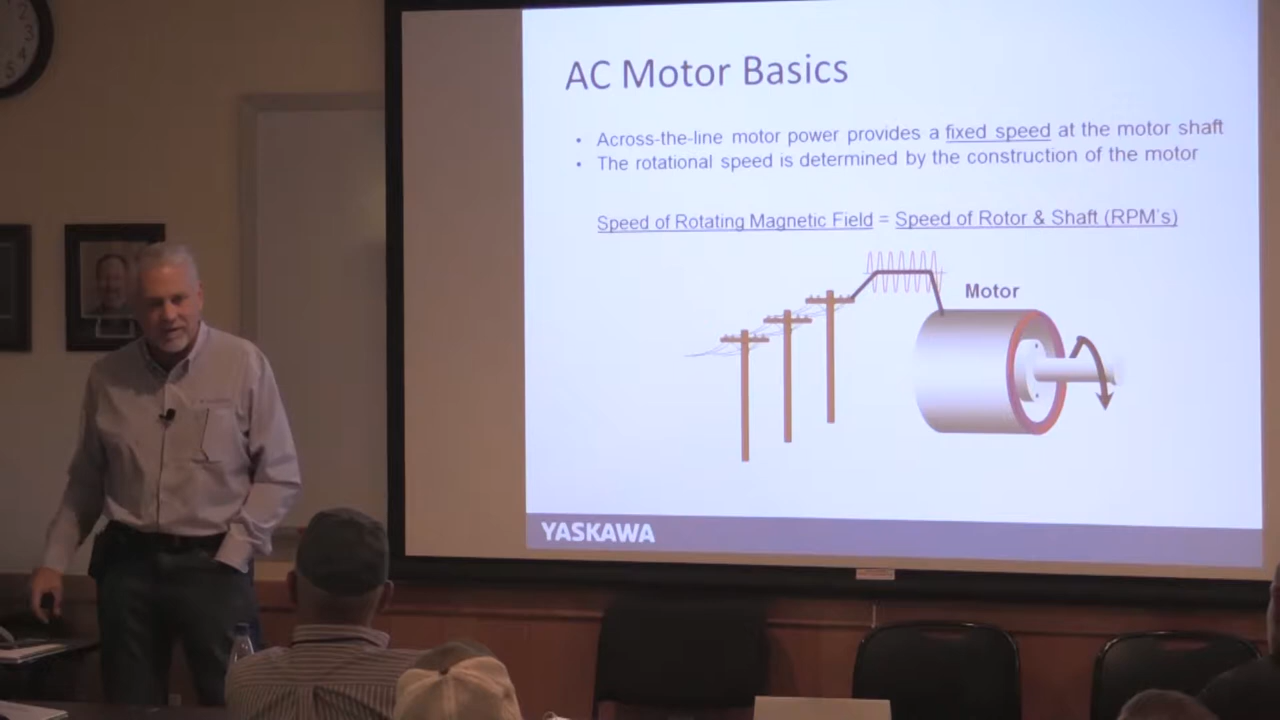 AC Motor Basics
• Across-the-line motor power provides a fixed speed at the motor shaft
• The rotational speed is determined by the construction of the motor
Speed of Rotating Magnetic Field = Speed of Rotor & Shaft (RPM's)
Motor
YASKAWA